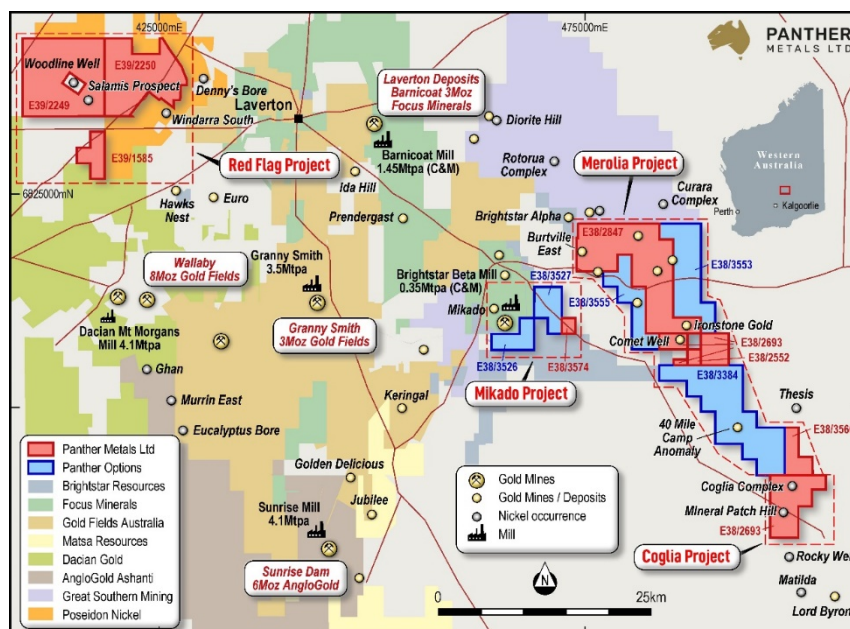 425000mE
475000mE
PANTHER
METALS LTD
Woodline Well
E39/2250
Salamis Prospect
E39/2249
Denny's Bore
Laverton
Windarra South
E39/1585
Red Flag Project
Laverton Deposits
Barnicoat 3Moz
Focus Minerals
Diorite Hill
Barnicoat Mill
1.45Mtpa (C&M)
Rotorua
Complex
Merolia Project
Western
Australia
Perth
Kalgoorlie
6825000mN
Hawks
Nest
Euro
Ida Hill
Prendergast
Curara
Complex
Brightstar Alpha
E38/2847
Burtville
East
E38/3553
Wallaby
8Moz Gold Fields
Granny Smith
3.5Mtpa
Brightstar Beta Mill
0.35Mtpa (C&M)
E38/3527
E38/3555
Mikado
Dacian Mt Morgans
Mill 4.1Mtpa
Granny Smith
3Moz Gold Fields
Ironstone Gold
Comet Well
E38/2693
E38/2552
E38/3526
E38/3574
E38/3384
Ghan
Mikado Project
Murrin East
Keringal
Thesis
Eucalyptus Bore
40 Mile
Camp
Anomaly
E38/356
Golden Delicious
Jubilee
Coglia Complex
Mineral Patch Hill
E38/2693
Sunrise Mill
4.1Mtpa
Sunrise Dam
6Moz AngloGold
Coglia Project
Rocky Well
Matilda
Lord Byron
Panther Metals Ltd
Panther Options
Brightstar Resources
Focus Minerals
Gold Fields Australia
Matsa Resources
Dacian Gold
AngloGold Ashanti
Great Southern Mining
Poseidon Nickel
Gold Mines
Gold Mines / Deposits
Nickel occurrence
Mill
N
0
25km